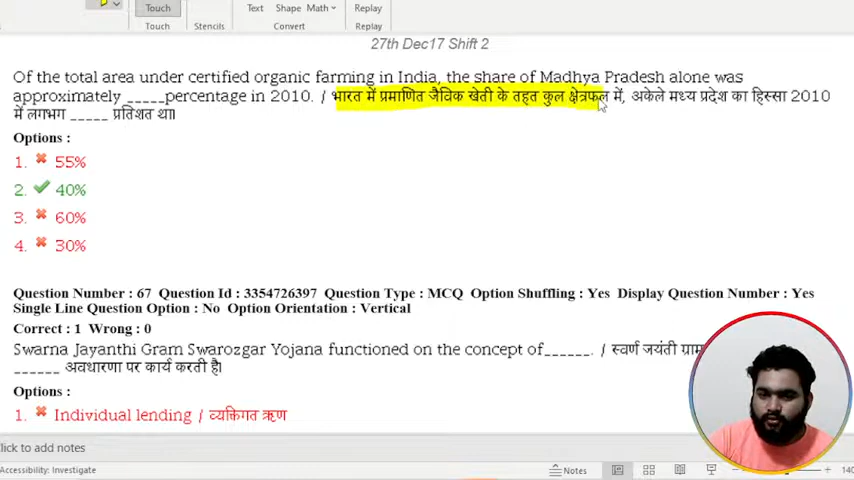 Touch
Text Shape Math
Replay
Touch
Stencils
Convert
Replay
27th Dec17 Shift 2
Of the total area under certified organic farming in India, the share of Madhya Pradesh alone was
approximately _____percentage in 2010. / भारत में प्रमाणित जैविक खेती के तहत कुल क्षेत्रफल में, अकेले मध्य प्रदेश का हिस्सा 2010
में लगभग _____ प्रतिशत था।
Options :
1. 55%
2. 40%
3. 60%
4. 30%
Question Number : 67 Question Id : 3354726397 Question Type : MCQ Option Shuffling : Yes Display Question Number : Yes
Single Line Question Option : No Option Orientation : Vertical
Correct : 1 Wrong : 0
Swarna Jayanthi Gram Swarozgar Yojana functioned on the concept of______. / स्वर्ण जयंती ग्राम
______ अवधारणा पर कार्य करती है।
Options :
1. Individual lending / व्यक्तिगत ऋण
lick to add notes
Accessibility: Investigate
Notes
140